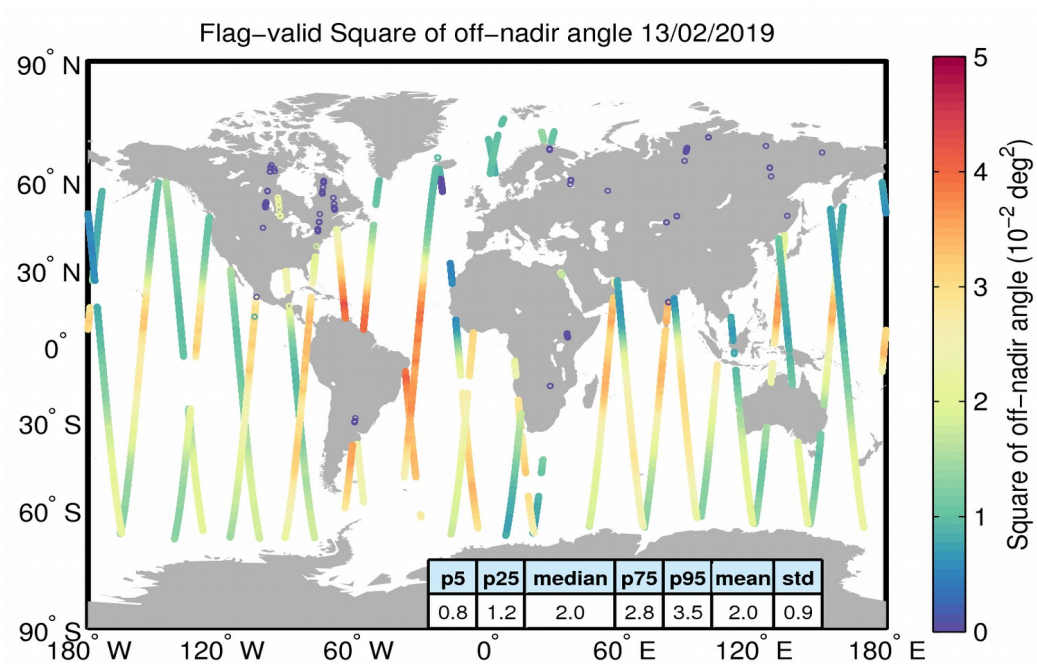 Flag−valid Square of off−nadir angle 13/02/2019
90° N
60° N
30° N
0°
30° S
60° S
90° S
180° W
120° W
60° W
0°
60° E
120° E
180° E
5
4
3
2
1
0
Square of off−nadir angle (10⁻² deg²)
p5 p25 median p75 p95 mean std
0.8 1.2 2.0 2.8 3.5 2.0 0.9